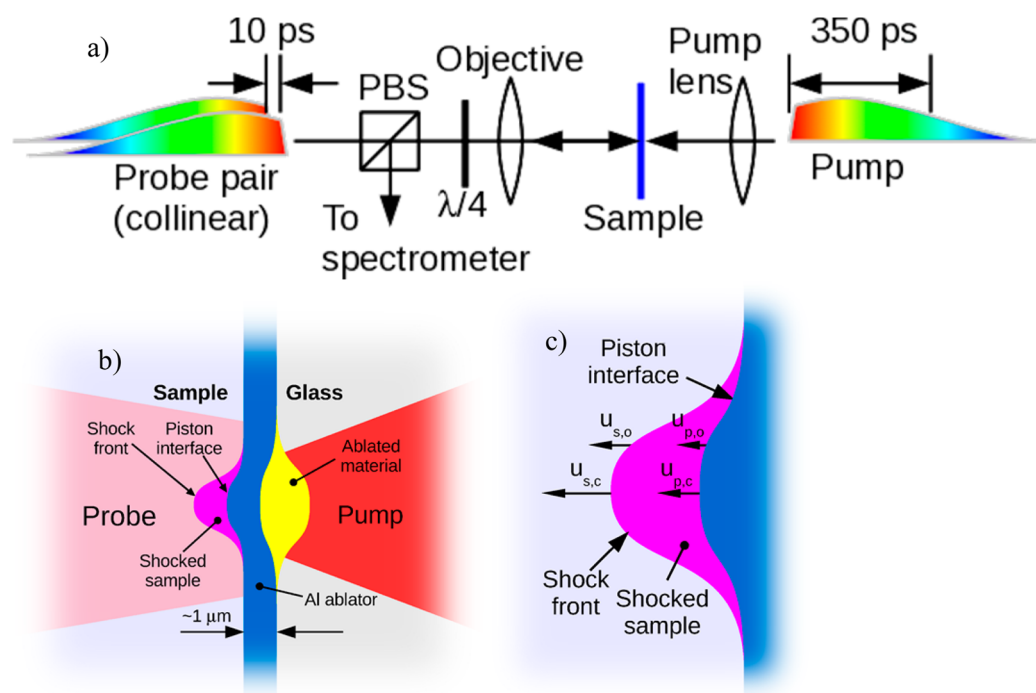 a)
10 ps
Objective
Pump
lens
350 ps
PBS
Probe pair
(collinear)
To
spectrometer
λ/4
Sample
Pump
b)
Sample
Glass
Shock
front
Piston
interface
Ablated
material
Probe
Pump
Shocked
sample
Al ablator
~1 μm
c)
Piston
interface
u_s,o
u_p,o
u_s,c
u_p,c
Shock
front
Shocked
sample